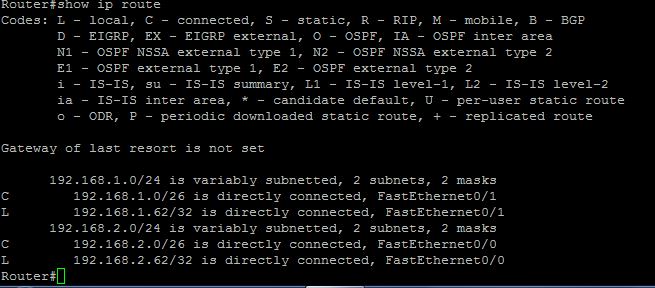 Router#show ip route
Codes: L - local, C - connected, S - static, R - RIP, M - mobile, B - BGP
       D - EIGRP, EX - EIGRP external, O - OSPF, IA - OSPF inter area
       N1 - OSPF NSSA external type 1, N2 - OSPF NSSA external type 2
       E1 - OSPF external type 1, E2 - OSPF external type 2
       i - IS-IS, su - IS-IS summary, L1 - IS-IS level-1, L2 - IS-IS level-2
       ia - IS-IS inter area, * - candidate default, U - per-user static route
       o - ODR, P - periodic downloaded static route, + - replicated route

Gateway of last resort is not set

      192.168.1.0/24 is variably subnetted, 2 subnets, 2 masks
C        192.168.1.0/26 is directly connected, FastEthernet0/1
L        192.168.1.62/32 is directly connected, FastEthernet0/1
      192.168.2.0/24 is variably subnetted, 2 subnets, 2 masks
C        192.168.2.0/26 is directly connected, FastEthernet0/0
L        192.168.2.62/32 is directly connected, FastEthernet0/0
Router#